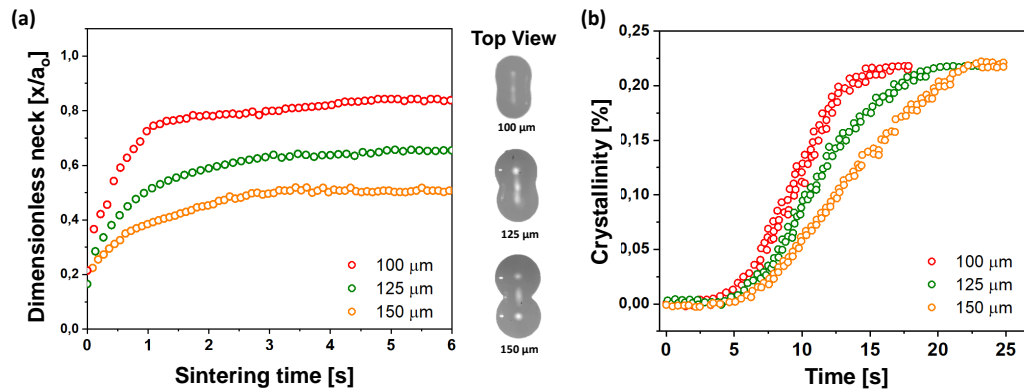 (a)
Dimensionless neck [x/aₒ]
1,0
0,8
0,6
0,4
0,2
0,0
0
1
2
3
4
5
6
Sintering time [s]
100 μm
125 μm
150 μm
Top View
100 μm
125 μm
150 μm
(b)
Crystallinity [%]
0,25
0,20
0,15
0,10
0,05
0,00
0
5
10
15
20
25
Time [s]
100 μm
125 μm
150 μm